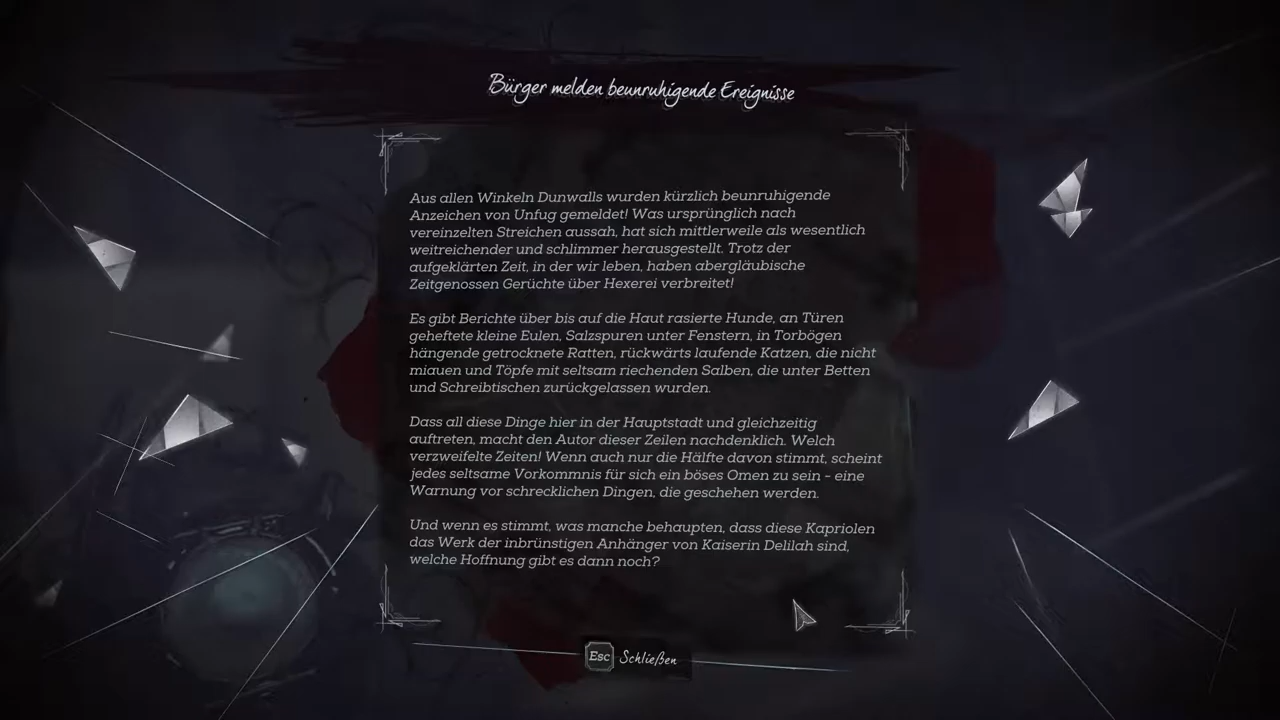 Bürger melden beunruhigende Ereignisse
Aus allen Winkeln Dunwalls wurden kürzlich beunruhigende
Anzeichen von Unfug gemeldet! Was ursprünglich nach
vereinzelten Streichen aussah, hat sich mittlerweile als wesentlich
weitreichender und schlimmer herausgestellt. Trotz der
aufgeklärten Zeit, in der wir leben, haben abergläubische
Zeitgenossen Gerüchte über Hexerei verbreitet!
Es gibt Berichte über bis auf die Haut rasierte Hunde, an Türen
geheftete kleine Eulen, Salzspuren unter Fenstern, in Torbögen
hängende getrocknete Ratten, rückwärts laufende Katzen, die nicht
miauen und Töpfe mit seltsam riechenden Salben, die unter Betten
und Schreibtischen zurückgelassen wurden.
Dass all diese Dinge hier in der Hauptstadt und gleichzeitig
auftreten, macht den Autor dieser Zeilen nachdenklich. Welch
verzweifelte Zeiten! Wenn auch nur die Hälfte davon stimmt, scheint
jedes seltsame Vorkommnis für sich ein böses Omen zu sein - eine
Warnung vor schrecklichen Dingen, die geschehen werden.
Und wenn es stimmt, was manche behaupten, dass diese Kapriolen
das Werk der inbrünstigen Anhänger von Kaiserin Delilah sind,
welche Hoffnung gibt es dann noch?
Esc Schließen